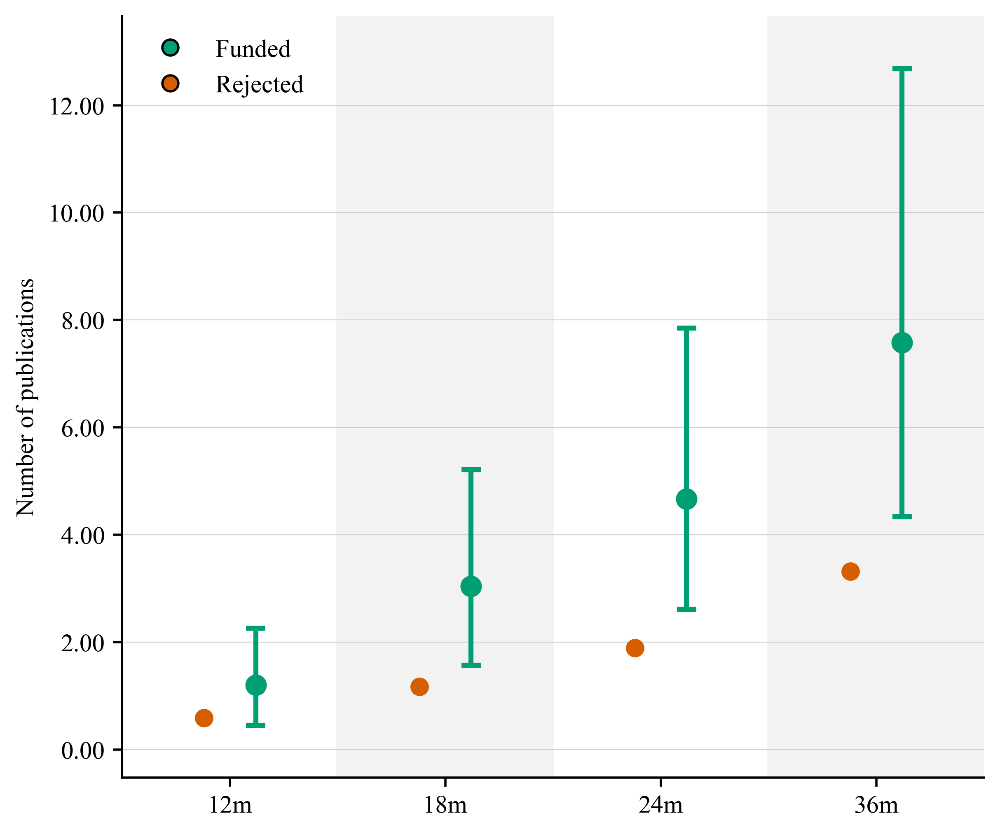 Funded
Rejected
12.00
10.00
8.00
6.00
4.00
2.00
0.00
Number of publications
12m
18m
24m
36m